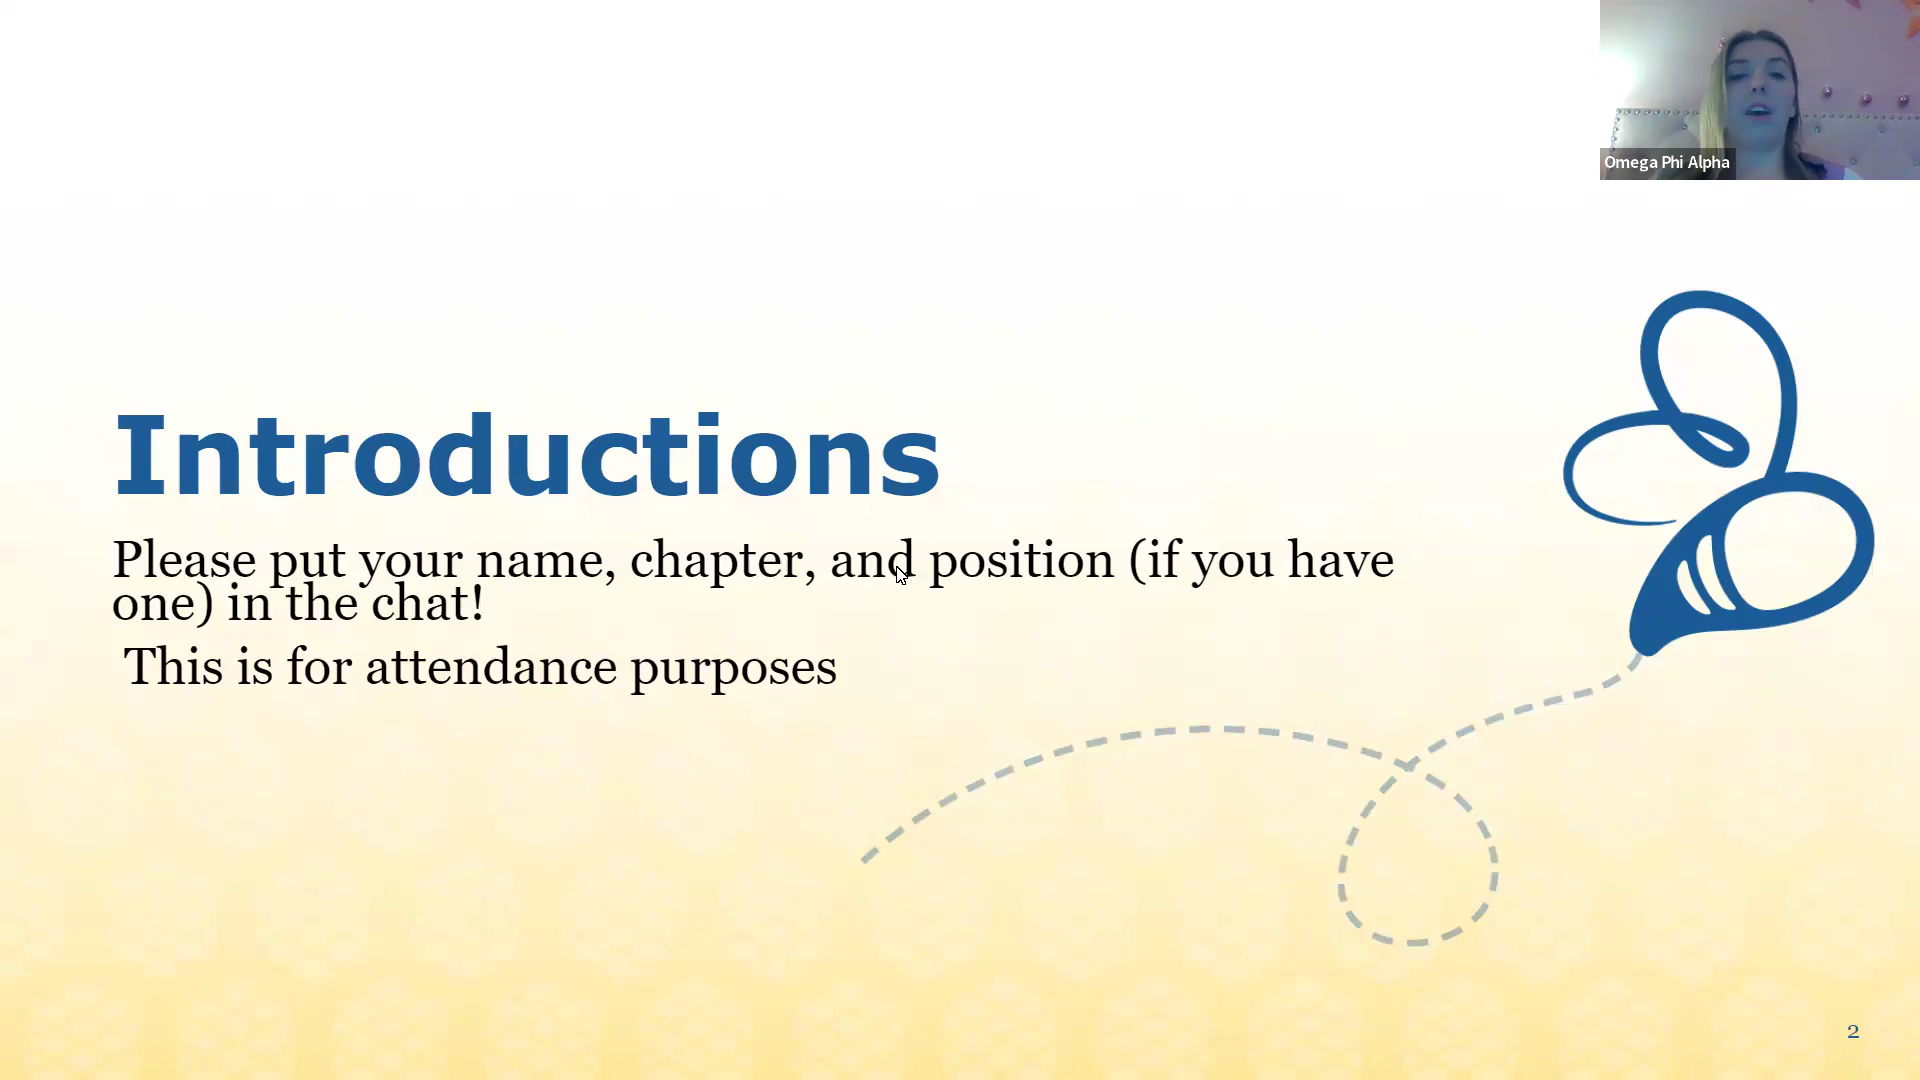 Omega Phi Alpha
Introductions
Please put your name, chapter, and position (if you have
one) in the chat!
This is for attendance purposes
2